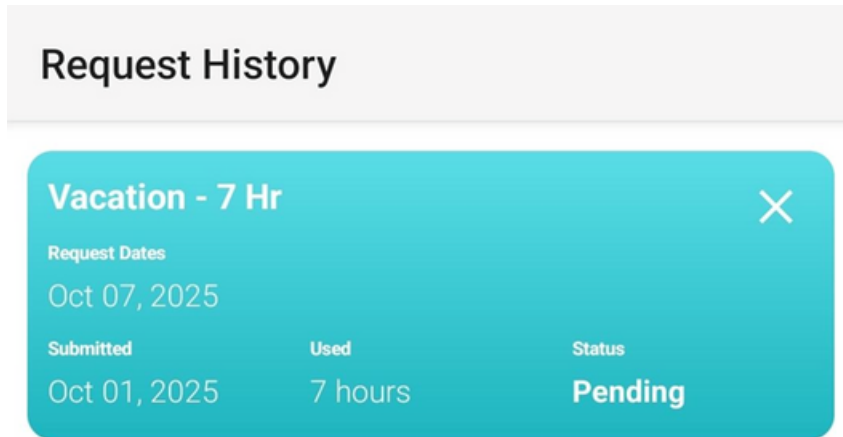 Request History
Vacation - 7 Hr
Request Dates
Oct 07, 2025
Submitted Used Status
Oct 01, 2025 7 hours Pending